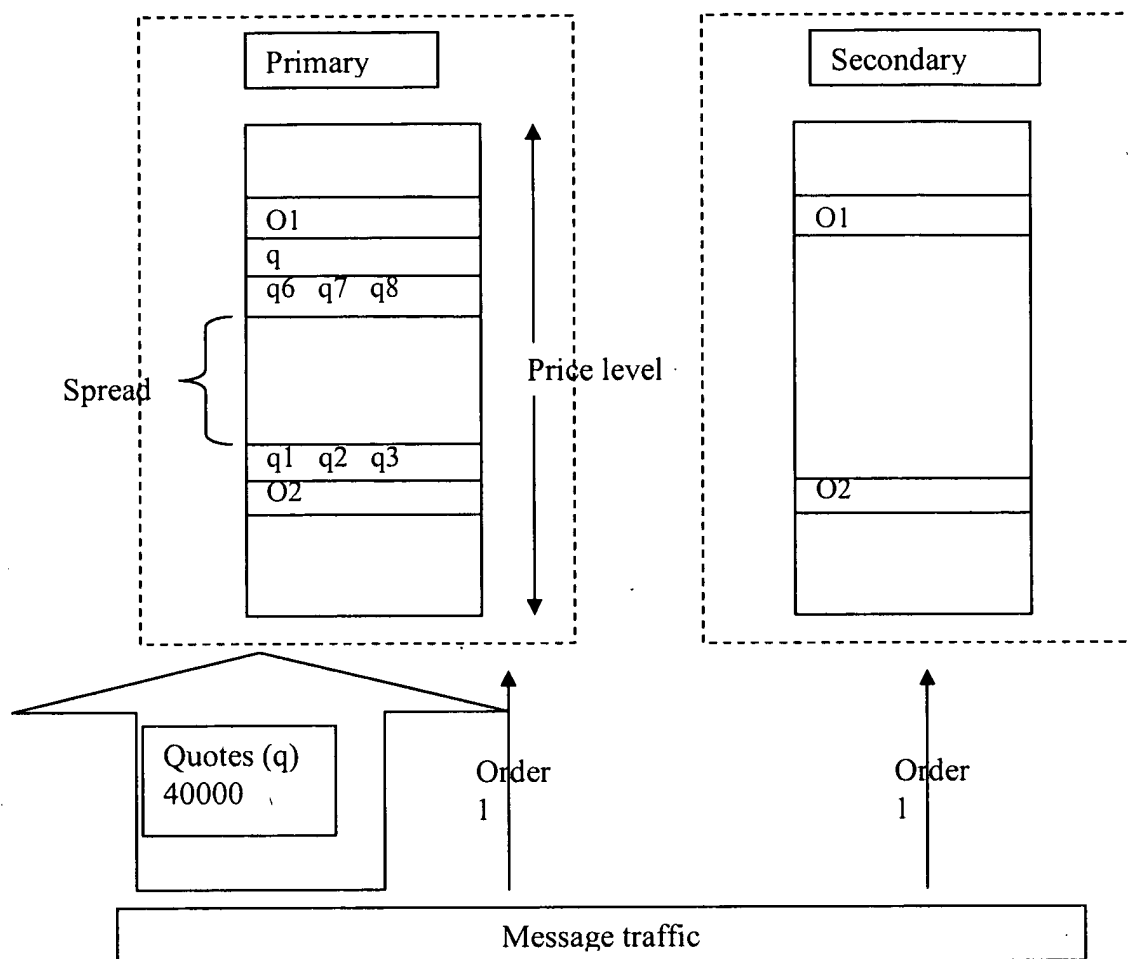 Primary
Secondary
O1
q
q6 q7 q8
O1
Spread
Price level
q1 q2 q3
O2
O2
Quotes (q)
40000
Order
1
Order
1
Message traffic